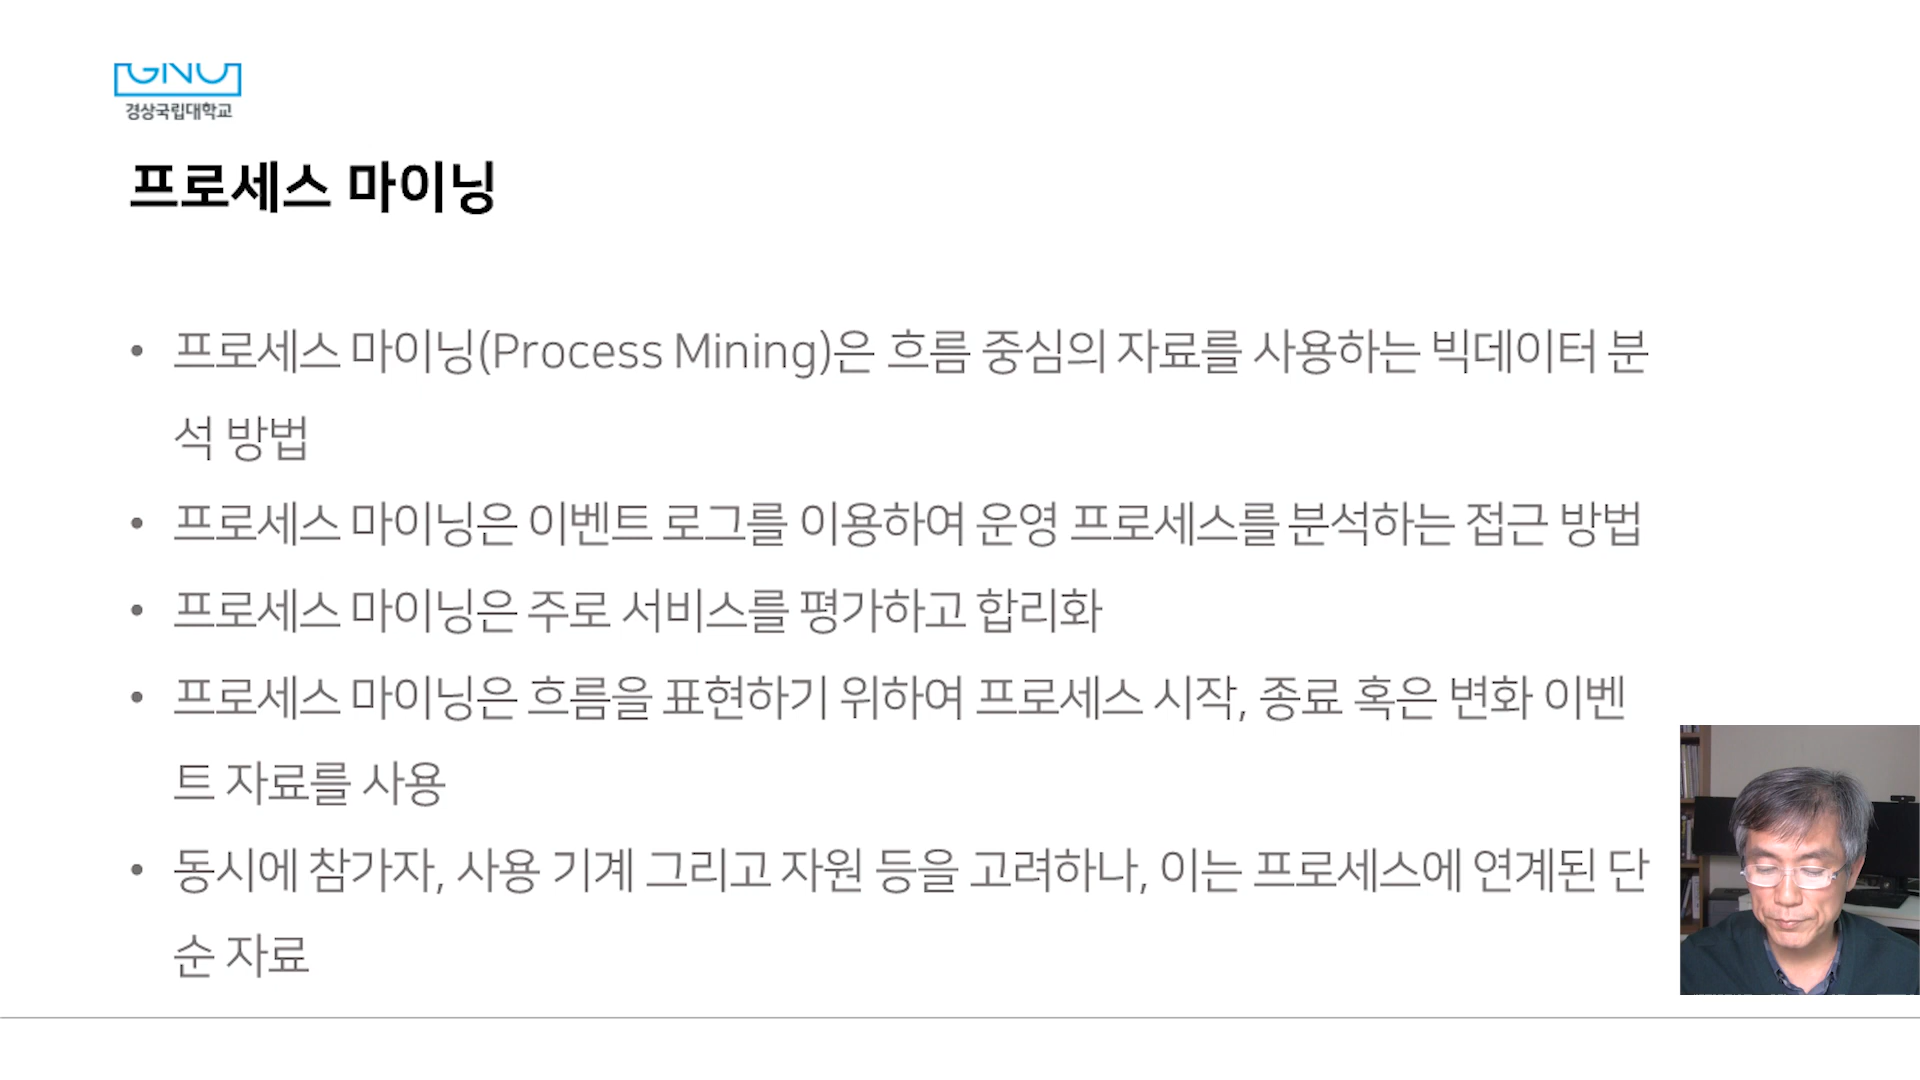 GNU
경상국립대학교
프로세스 마이닝
• 프로세스 마이닝(Process Mining)은 흐름 중심의 자료를 사용하는 빅데이터 분
석 방법
• 프로세스 마이닝은 이벤트 로그를 이용하여 운영 프로세스를 분석하는 접근 방법
• 프로세스 마이닝은 주로 서비스를 평가하고 합리화
• 프로세스 마이닝은 흐름을 표현하기 위하여 프로세스 시작, 종료 혹은 변화 이벤
트 자료를 사용
• 동시에 참가자, 사용 기계 그리고 자원 등을 고려하나, 이는 프로세스에 연계된 단
순 자료